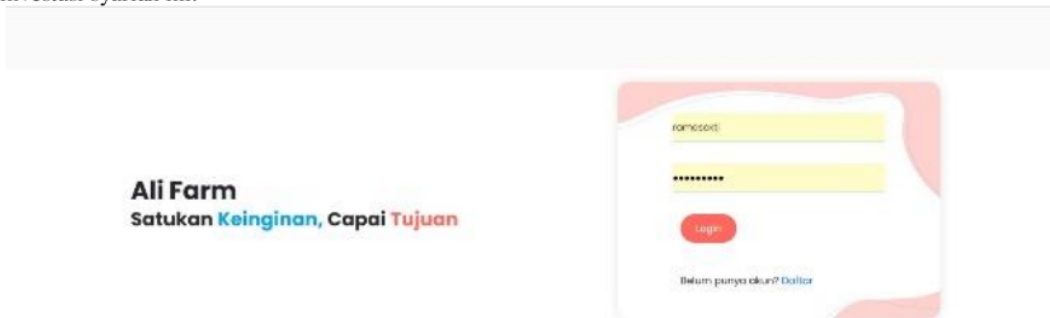 Ali Farm
Satukan Keinginan, Capai Tujuan
•••••••••
Login
Belum punya akun? Daftar